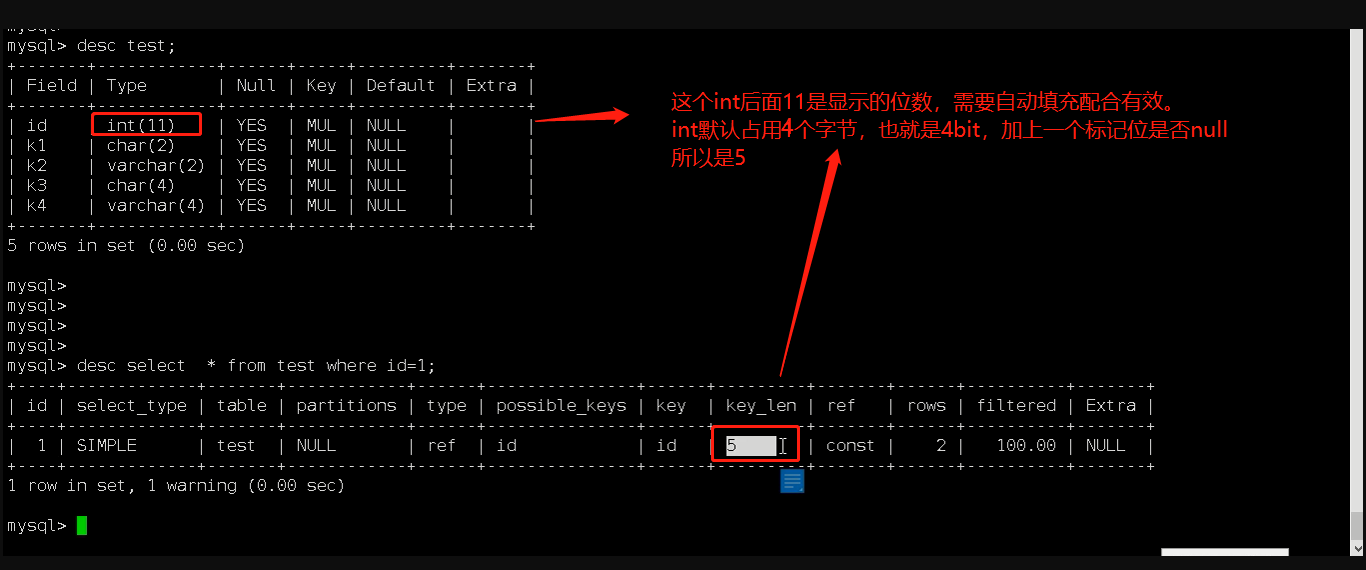 mysql>
mysql> desc test;
+-------+------------+------+-----+---------+-------+
| Field | Type       | Null | Key | Default | Extra |
+-------+------------+------+-----+---------+-------+
| id    | int(11)    | YES  | MUL | NULL    |       |
| k1    | char(2)    | YES  | MUL | NULL    |       |
| k2    | varchar(2) | YES  | MUL | NULL    |       |
| k3    | char(4)    | YES  | MUL | NULL    |       |
| k4    | varchar(4) | YES  | MUL | NULL    |       |
+-------+------------+------+-----+---------+-------+
5 rows in set (0.00 sec)
这个int后面11是显示的位数，需要自动填充配合有效。
int默认占用4个字节，也就是4bit，加上一个标记位是否null
所以是5
mysql>
mysql>
mysql>
mysql>
mysql> desc select  * from test where id=1;
+----+-------------+-------+------------+------+---------------+------+---------+-------+------+----------+-------+
| id | select_type | table | partitions | type | possible_keys | key  | key_len | ref   | rows | filtered | Extra |
+----+-------------+-------+------------+------+---------------+------+---------+-------+------+----------+-------+
|  1 | SIMPLE      | test  | NULL       | ref  | id            | id   | 5       | const |    2 |   100.00 | NULL  |
+----+-------------+-------+------------+------+---------------+------+---------+-------+------+----------+-------+
1 row in set, 1 warning (0.00 sec)
mysql>